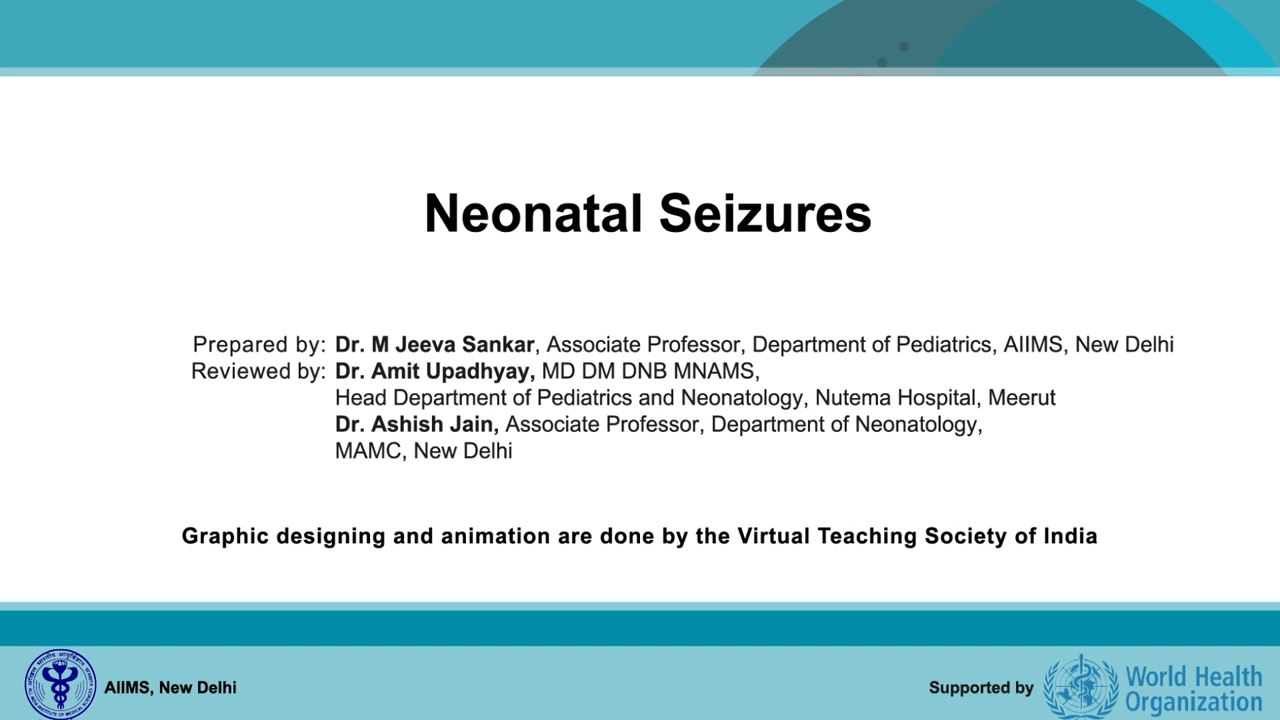 Neonatal Seizures
Prepared by: Dr. M Jeeva Sankar, Associate Professor, Department of Pediatrics, AIIMS, New Delhi
Reviewed by: Dr. Amit Upadhyay, MD DM DNB MNAMS,
Head Department of Pediatrics and Neonatology, Nutema Hospital, Meerut
Dr. Ashish Jain, Associate Professor, Department of Neonatology,
MAMC, New Delhi
Graphic designing and animation are done by the Virtual Teaching Society of India
AIIMS, New Delhi
Supported by
World Health
Organization